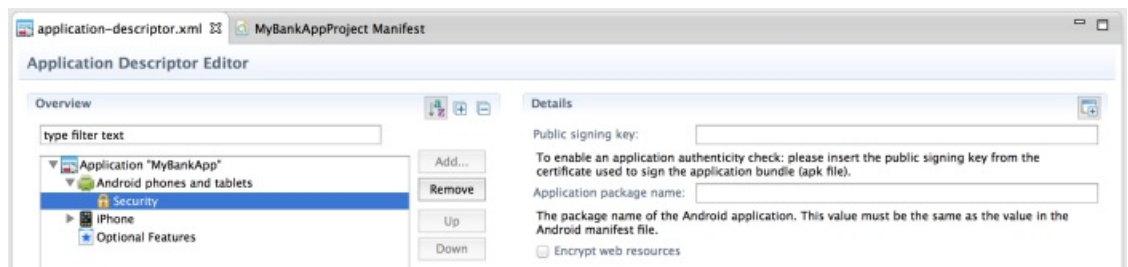 application-descriptor.xml MyBankAppProject Manifest
Application Descriptor Editor
Overview
type filter text
Application "MyBankApp"
Android phones and tablets
Security
iPhone
Optional Features
Add...
Remove
Up
Down
Details
Public signing key:
To enable an application authenticity check: please insert the public signing key from the
certificate used to sign the application bundle (apk file).
Application package name:
The package name of the Android application. This value must be the same as the value in the
Android manifest file.
Encrypt web resources